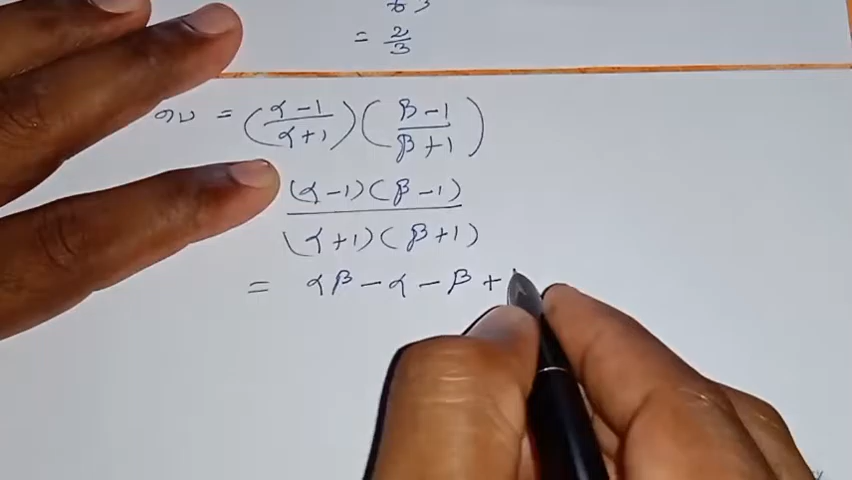 = 2/3
= (α-1/α+1)(β-1/β+1)
(α-1)(β-1)/(α+1)(β+1)
= αβ-α-β+